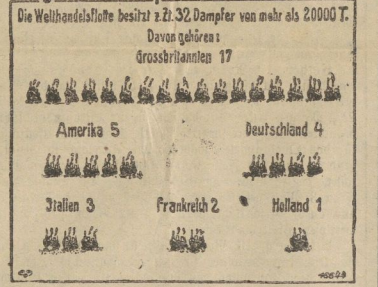 Die Welthandelsflotte besitzt z.Zt. 32 Dampfer von mehr als 20000 T.
Davon gehören:
Grossbritannien 17
Amerika 5
Deutschland 4
Italien 3
Frankreich 2
Holland 1